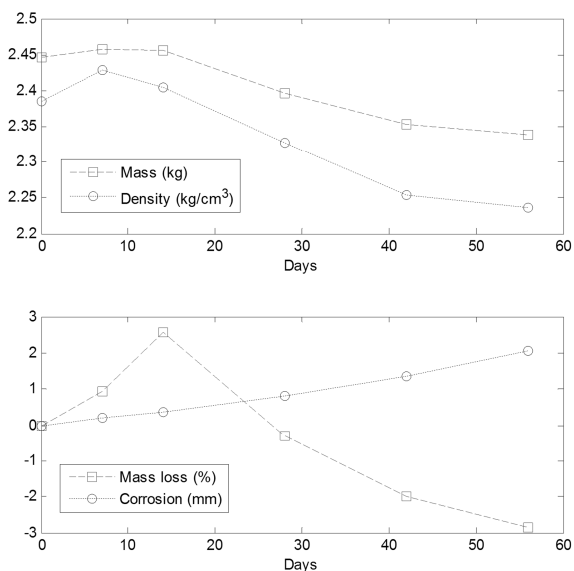 2.5
2.45
2.4
2.35
2.3
2.25
2.2
Mass (kg)
Density (kg/cm³)
0 10 20 30 40 50 60
Days
3
2
1
0
-1
-2
-3
Mass loss (%)
Corrosion (mm)
0 10 20 30 40 50 60
Days